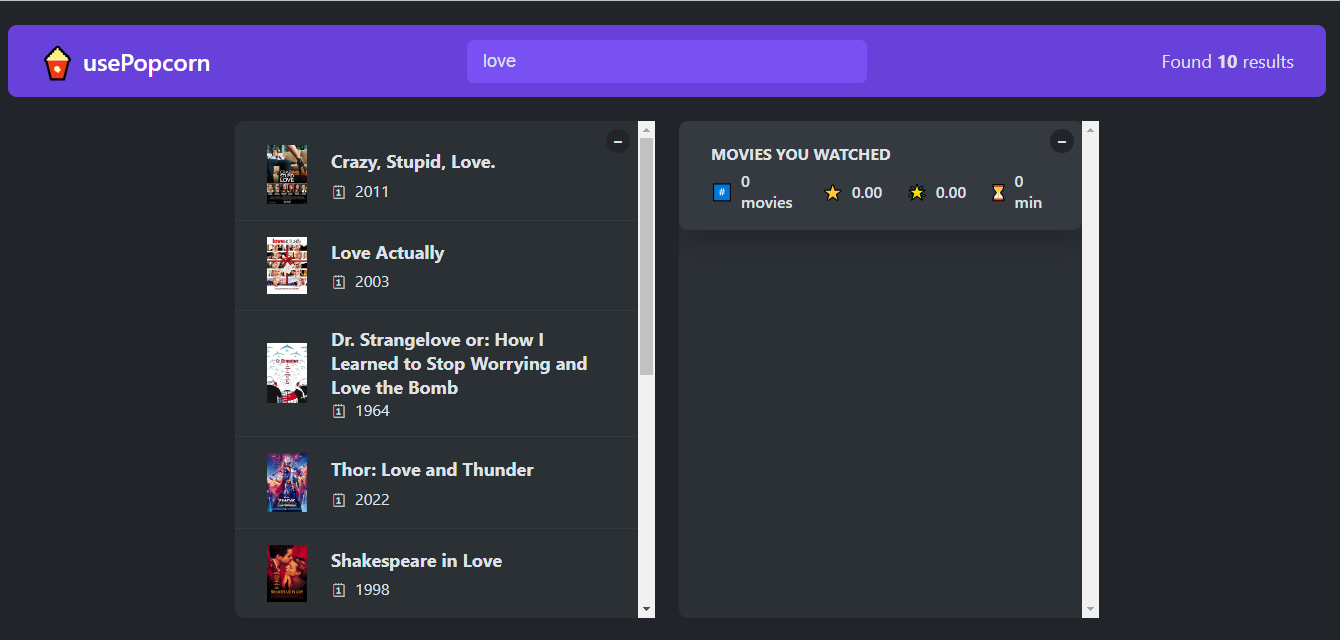 usePopcorn
love
Found 10 results
Crazy, Stupid, Love.
2011
Love Actually
2003
Dr. Strangelove or: How I
Learned to Stop Worrying and
Love the Bomb
1964
Thor: Love and Thunder
2022
Shakespeare in Love
1998
MOVIES YOU WATCHED
#
0
movies
0.00
0.00
0
min